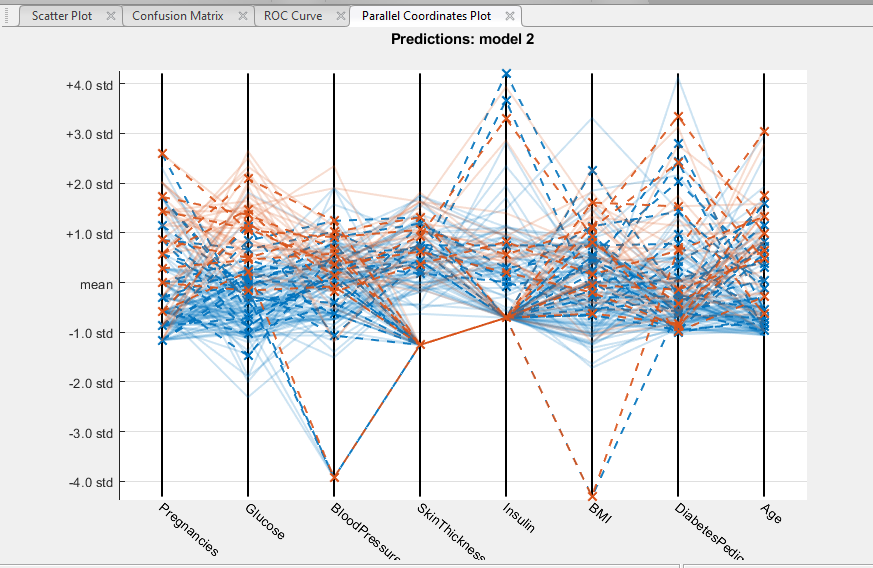 Scatter Plot
Confusion Matrix
ROC Curve
Parallel Coordinates Plot
Predictions: model 2
+4.0 std
+3.0 std
+2.0 std
+1.0 std
mean
-1.0 std
-2.0 std
-3.0 std
-4.0 std
Pregnancies
Glucose
BloodPressure
SkinThickness
Insulin
BMI
DiabetesPedig
Age